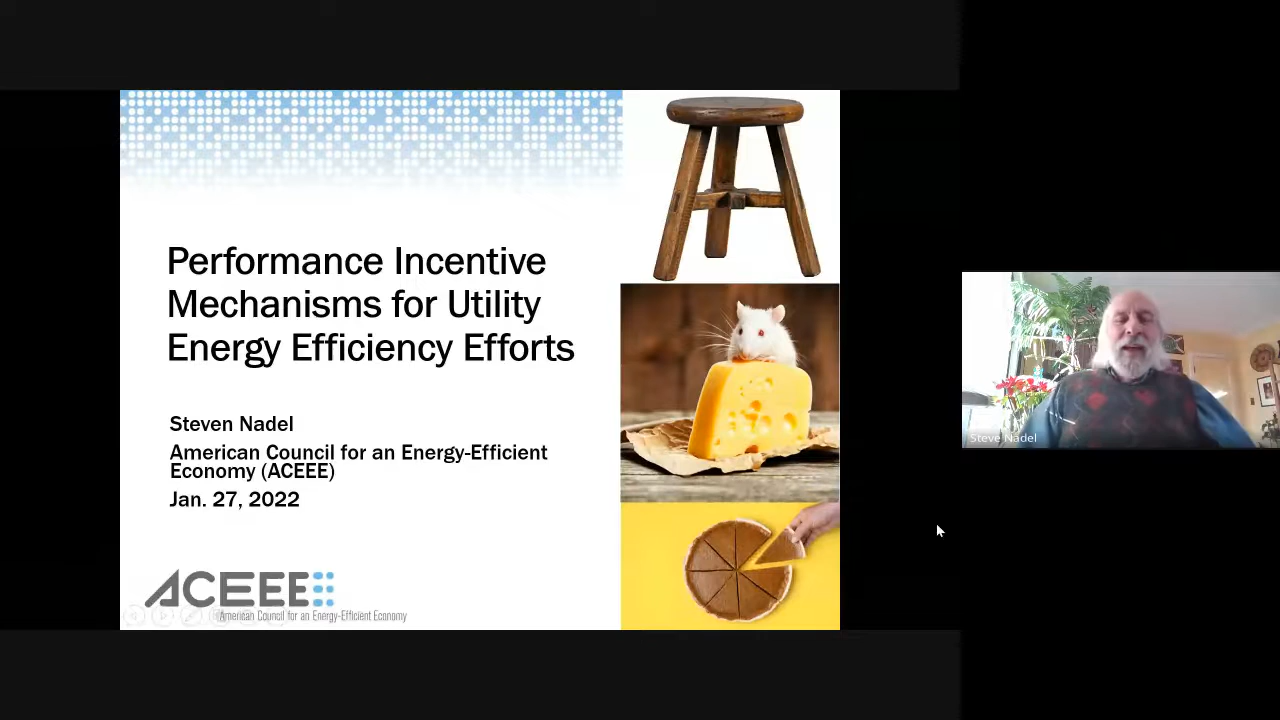 Performance Incentive
Mechanisms for Utility
Energy Efficiency Efforts
Steven Nadel
American Council for an Energy-Efficient
Economy (ACEEE)
Jan. 27, 2022
ACEEE
American Council for an Energy-Efficient Economy
Steve Nadel